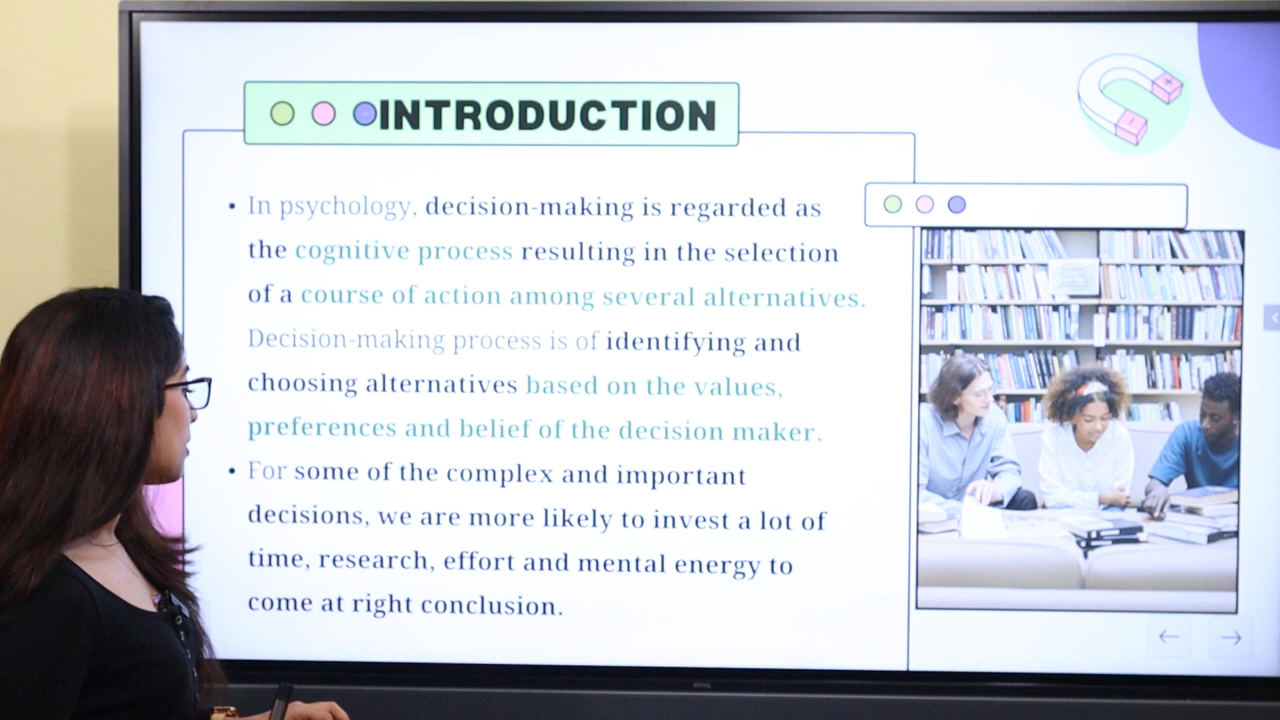 INTRODUCTION
• In psychology, decision-making is regarded as
the cognitive process resulting in the selection
of a course of action among several alternatives.
Decision-making process is of identifying and
choosing alternatives based on the values,
preferences and belief of the decision maker.
• For some of the complex and important
decisions, we are more likely to invest a lot of
time, research, effort and mental energy to
come at right conclusion.